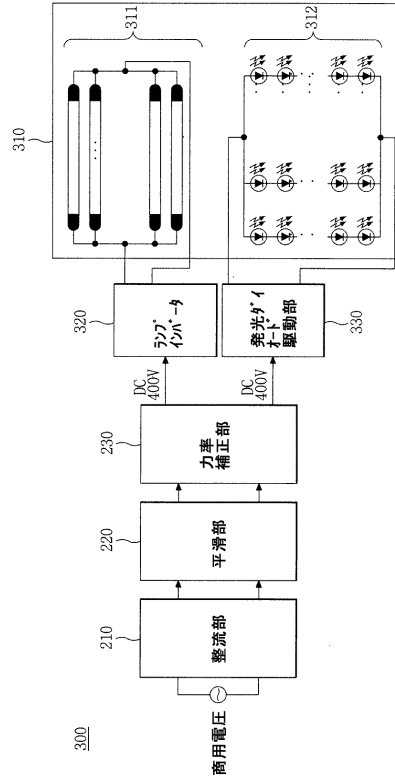 300
商用電圧
210
整流部
220
平滑部
230
力率
補正部
DC
400V
DC
400V
320
ランプ
インバータ
330
発光ダイ
オード
駆動部
310
311
312